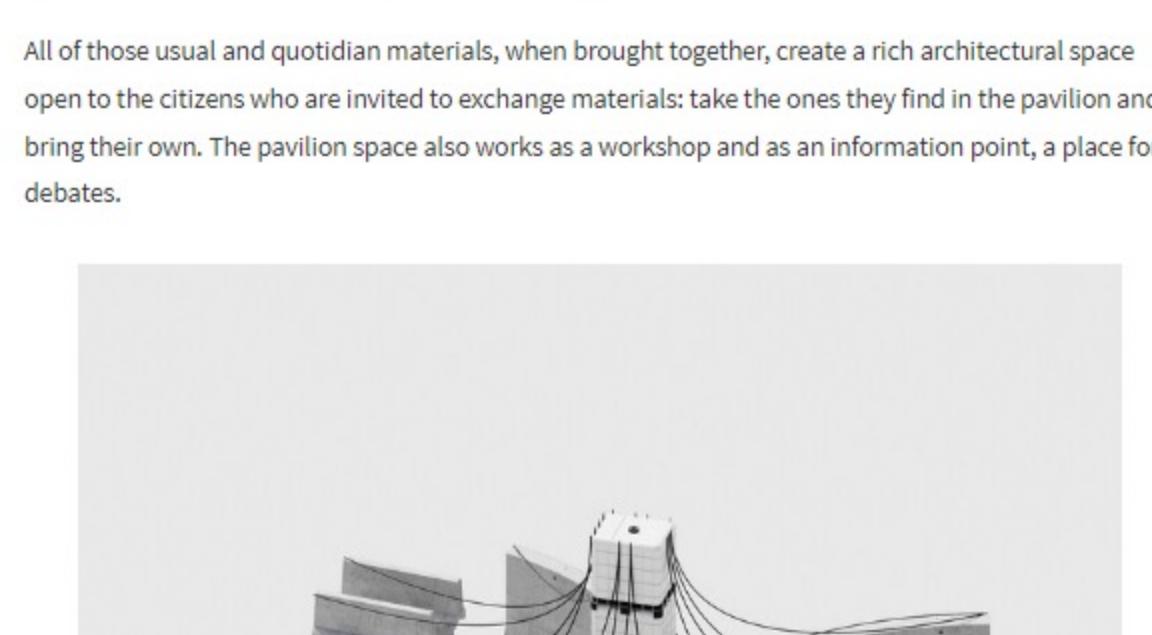 All of those usual and quotidian materials, when brought together, create a rich architectural space
open to the citizens who are invited to exchange materials: take the ones they find in the pavilion and
bring their own. The pavilion space also works as a workshop and as an information point, a place for
debates.